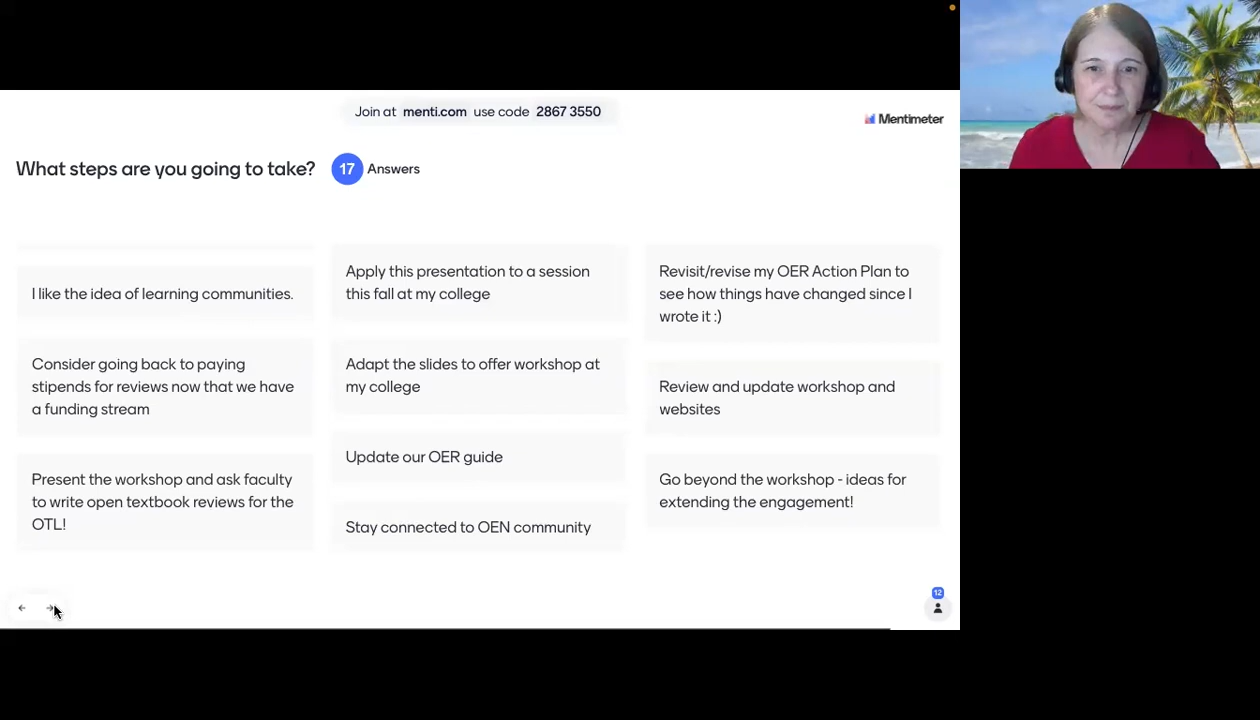 Join at menti.com use code 2867 3550
Mentimeter
What steps are you going to take?
17 Answers
I like the idea of learning communities.
Consider going back to paying
stipends for reviews now that we have
a funding stream
Present the workshop and ask faculty
to write open textbook reviews for the
OTL!
Apply this presentation to a session
this fall at my college
Adapt the slides to offer workshop at
my college
Update our OER guide
Stay connected to OEN community
Revisit/revise my OER Action Plan to
see how things have changed since I
wrote it :)
Review and update workshop and
websites
Go beyond the workshop - ideas for
extending the engagement!
12